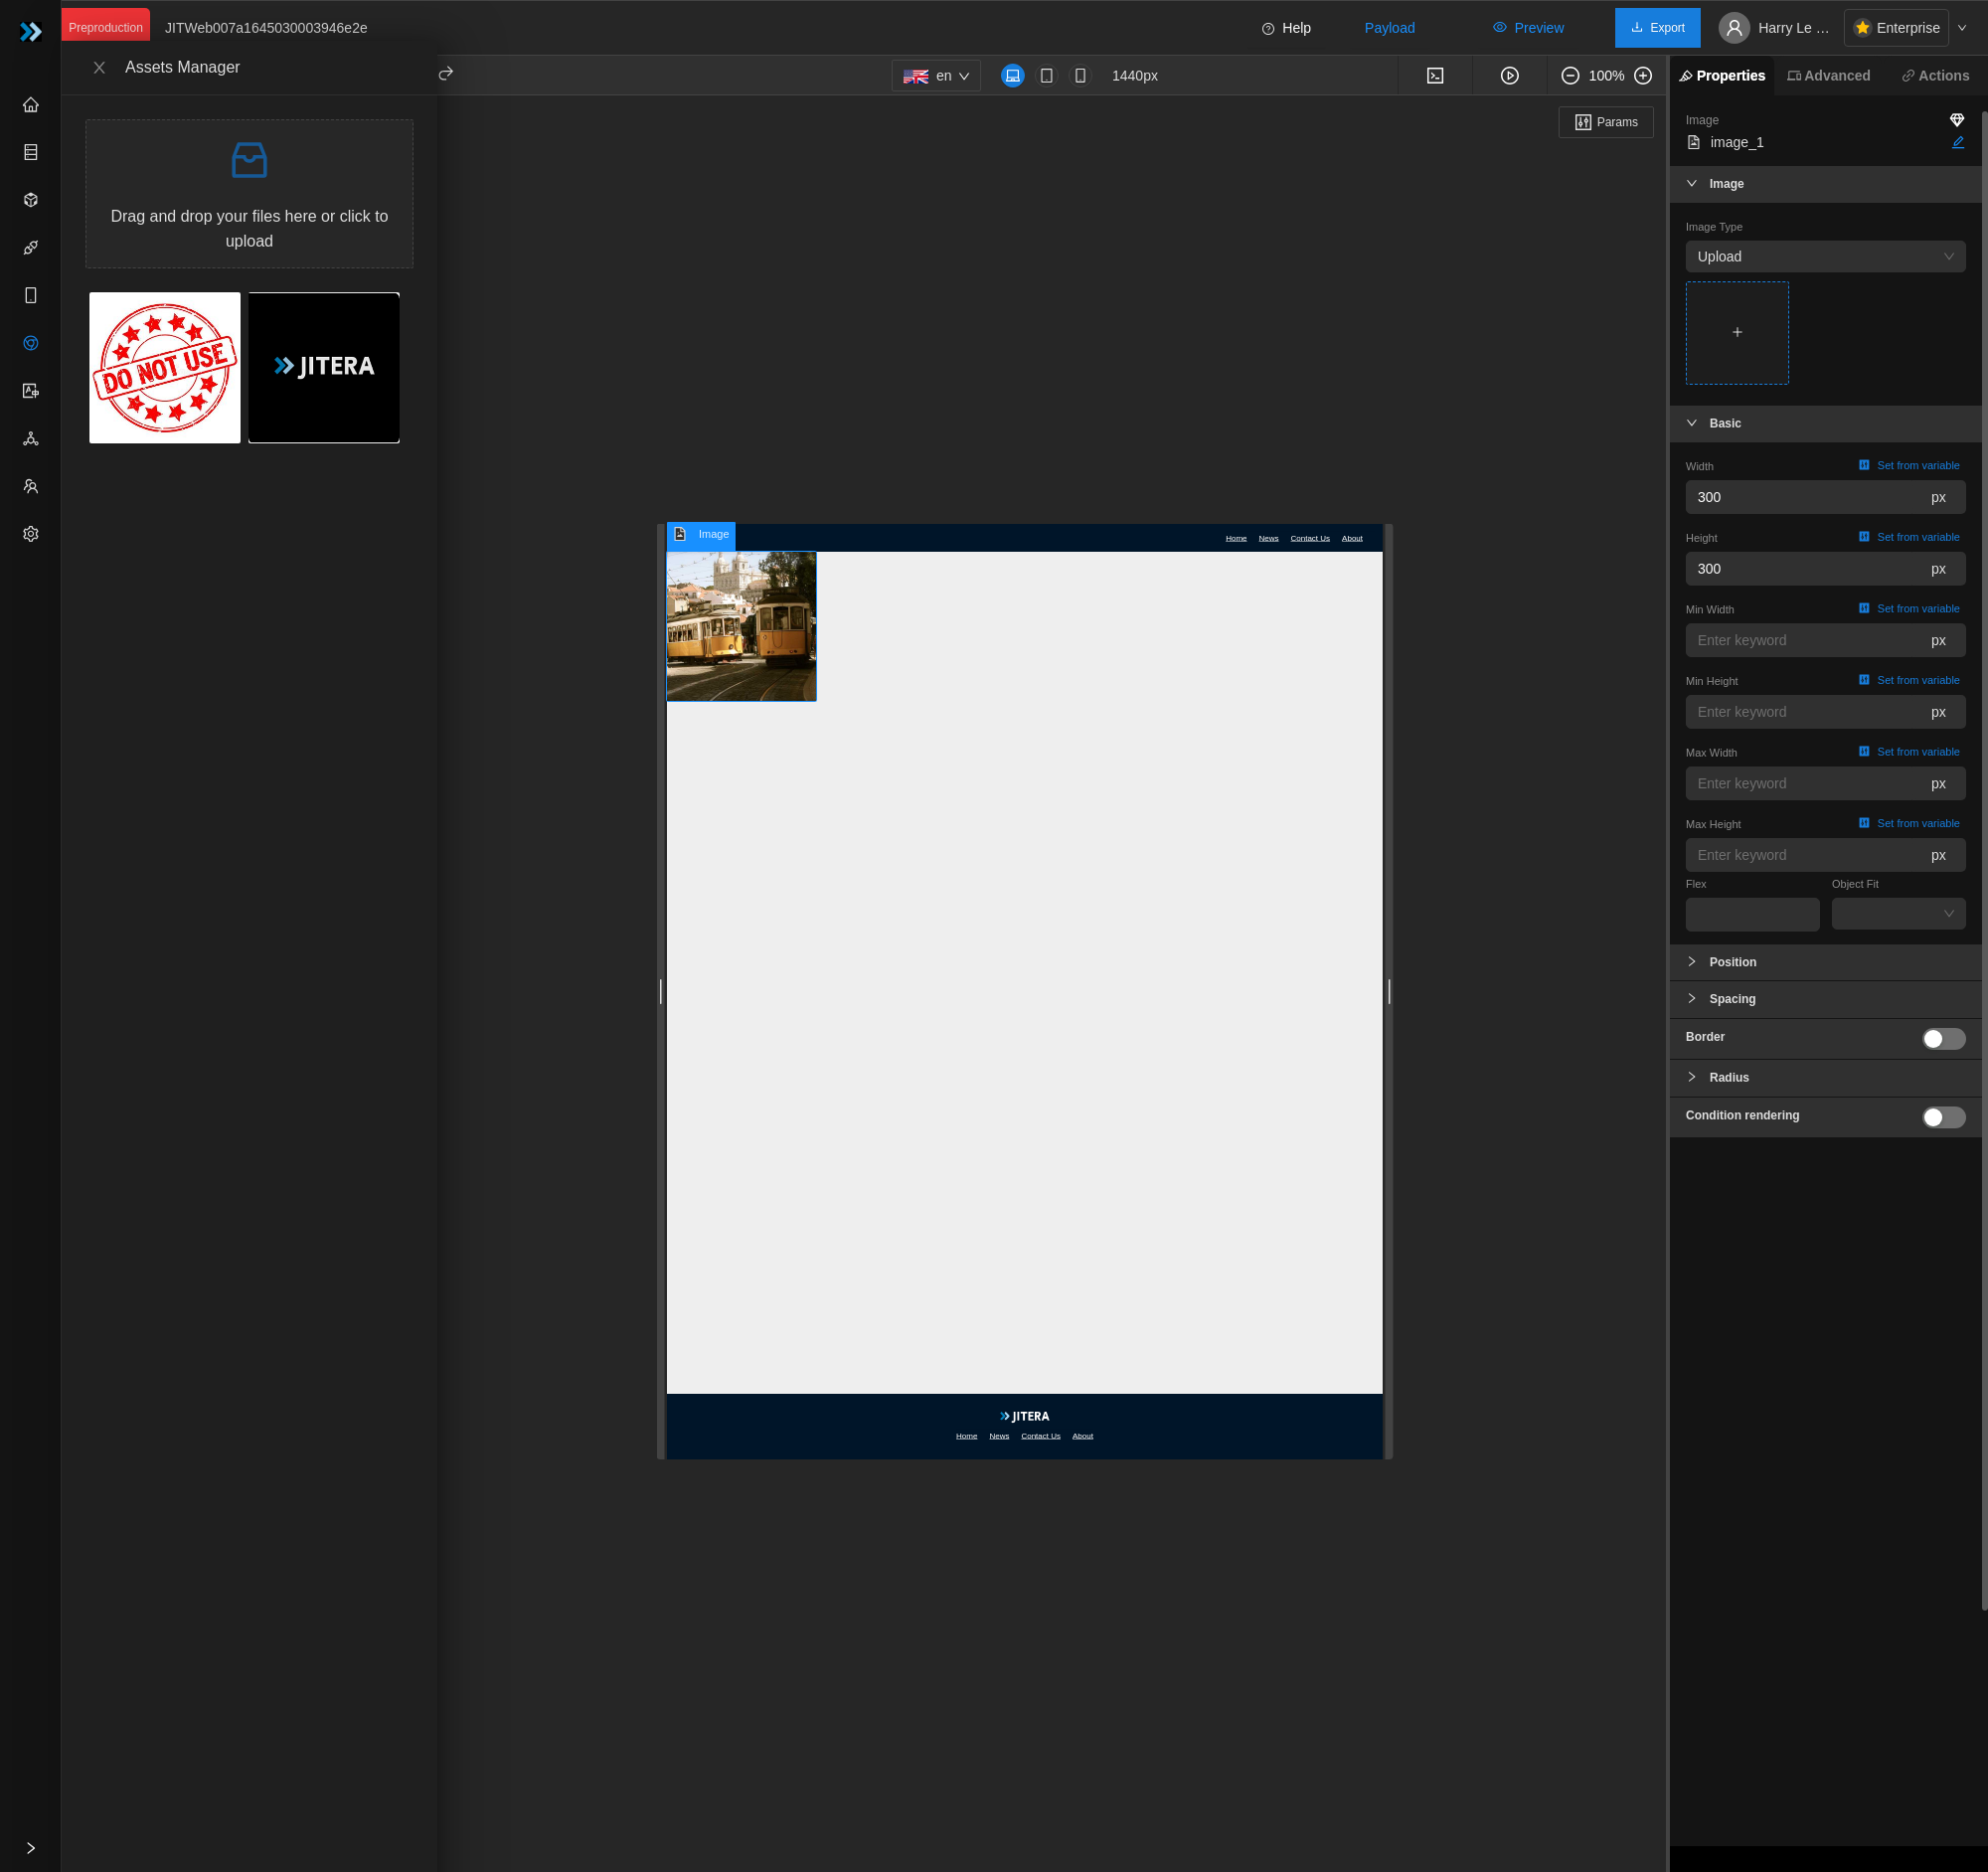 Preproduction
JITWeb007a1645030003946e2e
Help
Payload
Preview
Export
Harry Le ...
Enterprise
Assets Manager
en
1440px
100%
Properties
Advanced
Actions
Params
Drag and drop your files here or click to
upload
DO NOT USE
JITERA
Image
Home
News
Contact Us
About
JITERA
Home
News
Contact Us
About
Image
image_1
Image
Image Type
Upload
Basic
Width
Set from variable
300
px
Height
Set from variable
300
px
Min Width
Set from variable
Enter keyword
px
Min Height
Set from variable
Enter keyword
px
Max Width
Set from variable
Enter keyword
px
Max Height
Set from variable
Enter keyword
px
Flex
Object Fit
Position
Spacing
Border
Radius
Condition rendering